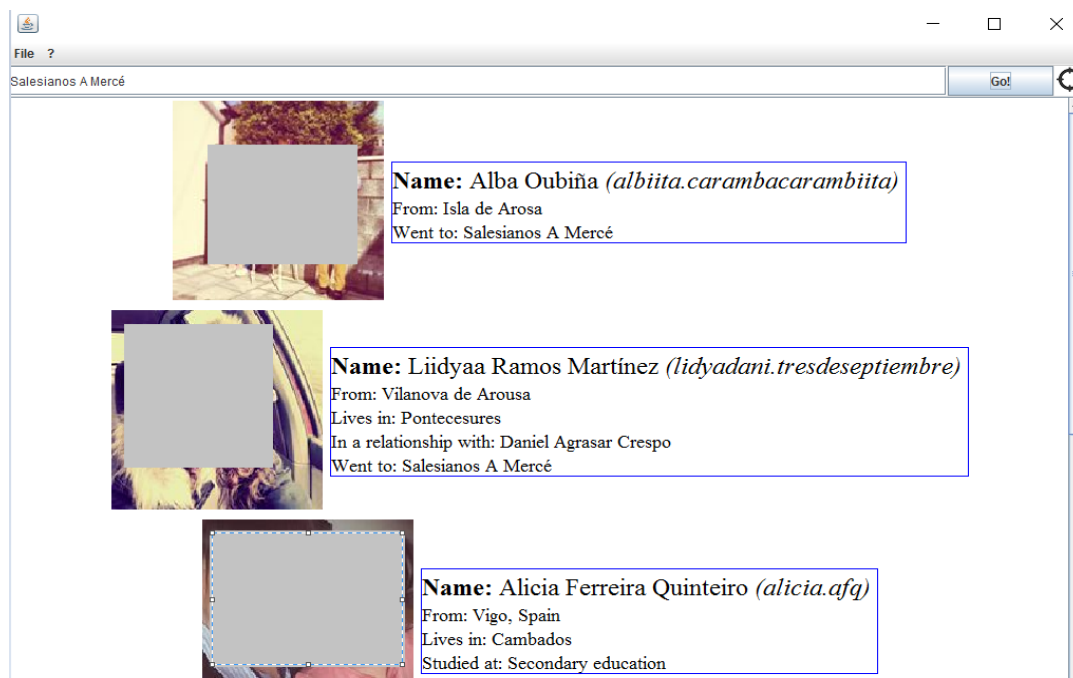 File ?
Salesianos A Mercé
Go!
Name: Alba Oubiña (albiita.carambacarambiita)
From: Isla de Arosa
Went to: Salesianos A Mercé
Name: Liidyaa Ramos Martínez (lidyadani.tresdeseptiembre)
From: Vilanova de Arousa
Lives in: Pontecesures
In a relationship with: Daniel Agrasar Crespo
Went to: Salesianos A Mercé
Name: Alicia Ferreira Quinteiro (alicia.afq)
From: Vigo, Spain
Lives in: Cambados
Studied at: Secondary education